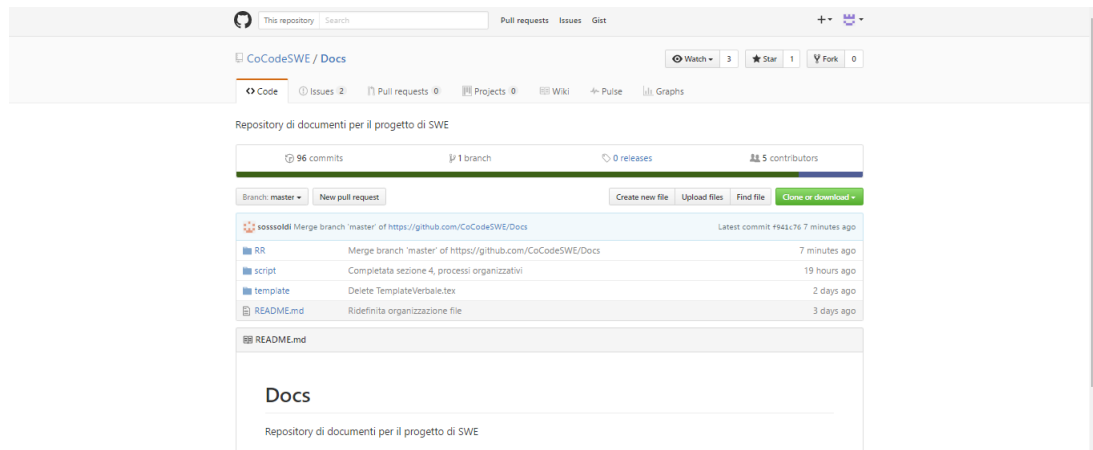 This repository Search Pull requests Issues Gist
CoCodeSWE / Docs Watch 3 Star 1 Fork 0
Code Issues 2 Pull requests 0 Projects 0 Wiki Pulse Graphs
Repository di documenti per il progetto di SWE
96 commits 1 branch 0 releases 5 contributors
Branch: master New pull request Create new file Upload files Find file Clone or download
sosssoldi Merge branch 'master' of https://github.com/CoCodeSWE/Docs Latest commit f941c76 7 minutes ago
RR Merge branch 'master' of https://github.com/CoCodeSWE/Docs 7 minutes ago
script Completata sezione 4, processi organizzativi 19 hours ago
template Delete TemplateVerbale.tex 2 days ago
README.md Ridefinita organizzazione file 3 days ago
README.md
Docs
Repository di documenti per il progetto di SWE